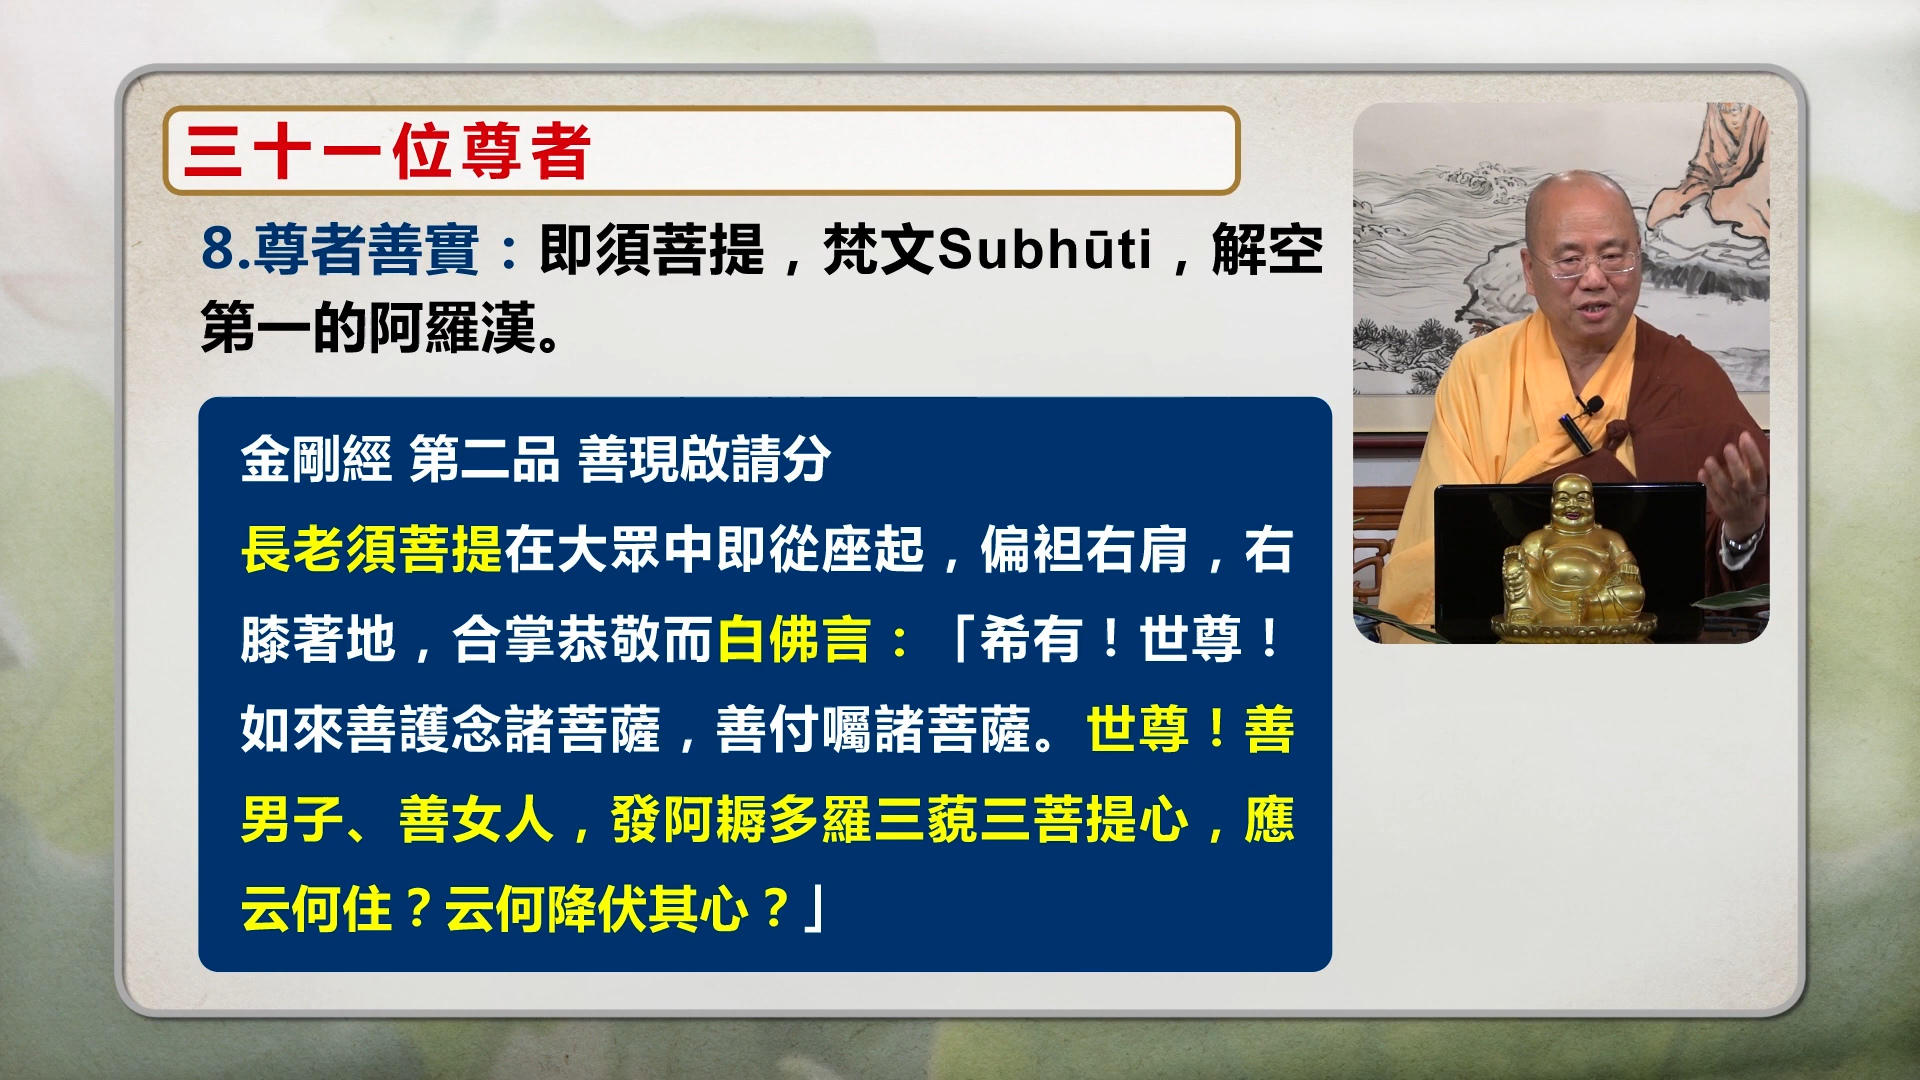 三十一位尊者
8.尊者善實：即須菩提，梵文Subhūti，解空
第一的阿羅漢。
金剛經 第二品 善現啟請分
長老須菩提在大眾中即從座起，偏袒右肩，右
膝著地，合掌恭敬而白佛言：「希有！世尊！
如來善護念諸菩薩，善付囑諸菩薩。世尊！善
男子、善女人，發阿耨多羅三藐三菩提心，應
云何住？云何降伏其心？」